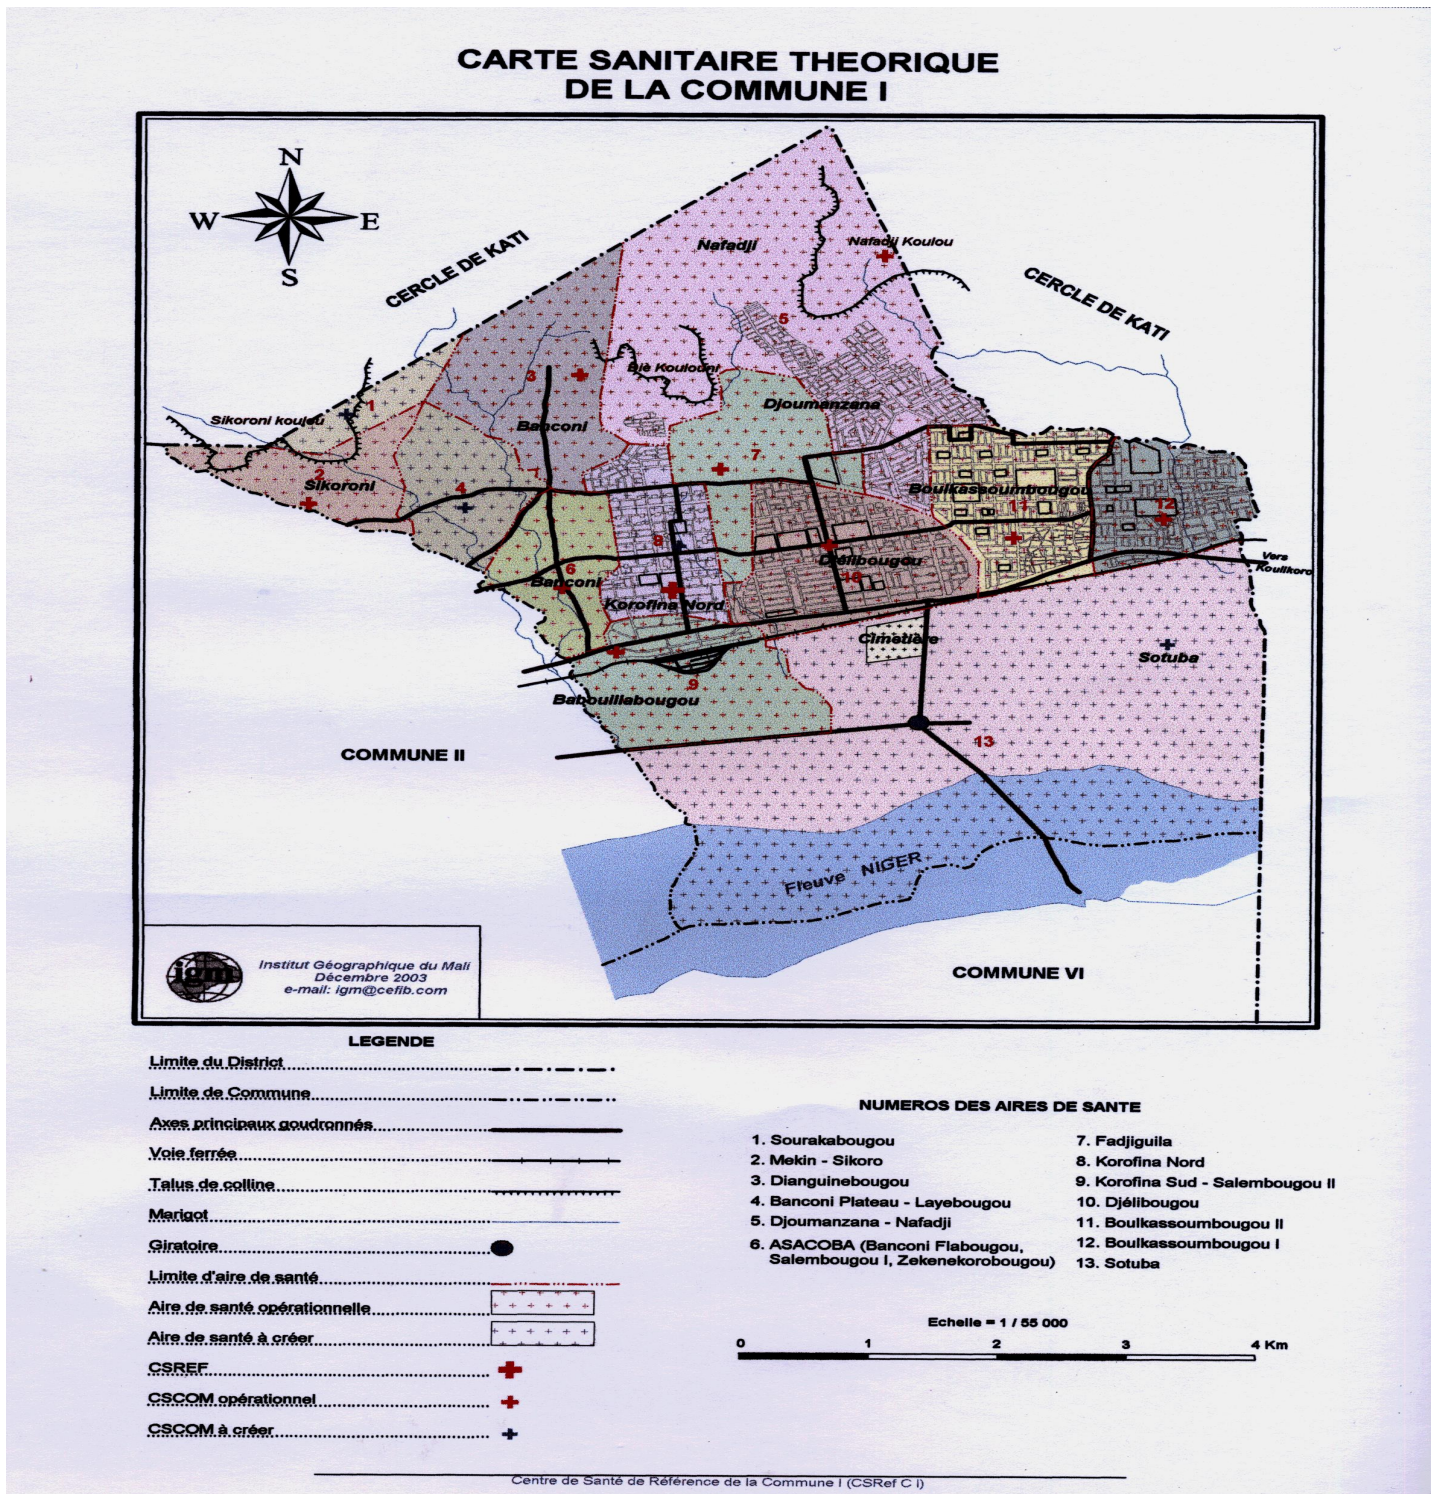 CARTE SANITAIRE THEORIQUE
DE LA COMMUNE I
N
W
E
S
CERCLE DE KATI
CERCLE DE KATI
Nafadji
Nafadji Koulou
5
Biè Koulouni
3
1
Sikoroni koulou
Djoumanzana
Banconi
7
2
Sikoroni
4
Boulkassoumbougou
11
12
8
Djélibougou
Vers
Koulikoro
6
Banconi
10
Korofina Nord
Cimetière
Sotuba
9
Babouillabougou
13
COMMUNE II
Fleuve NIGER
COMMUNE VI
igm
Institut Géographique du Mali
Décembre 2003
e-mail: igm@cefib.com
LEGENDE
Limite du District
Limite de Commune
Axes principaux goudronnés
Voie ferrée
Talus de colline
Marigot
Giratoire
Limite d'aire de santé
Aire de santé opérationnelle
Aire de santé à créer
CSREF
CSCOM opérationnel
CSCOM à créer
NUMEROS DES AIRES DE SANTE
1. Sourakabougou
2. Mekin - Sikoro
3. Dianguinebougou
4. Banconi Plateau - Layebougou
5. Djoumanzana - Nafadji
6. ASACOBA (Banconi Flabougou,
Salembougou I, Zekenekorobougou)
7. Fadjiguila
8. Korofina Nord
9. Korofina Sud - Salembougou II
10. Djélibougou
11. Boulkassoumbougou II
12. Boulkassoumbougou I
13. Sotuba
Echelle = 1 / 55 000
0 1 2 3 4 Km
Centre de Santé de Référence de la Commune I (CSRef C I)